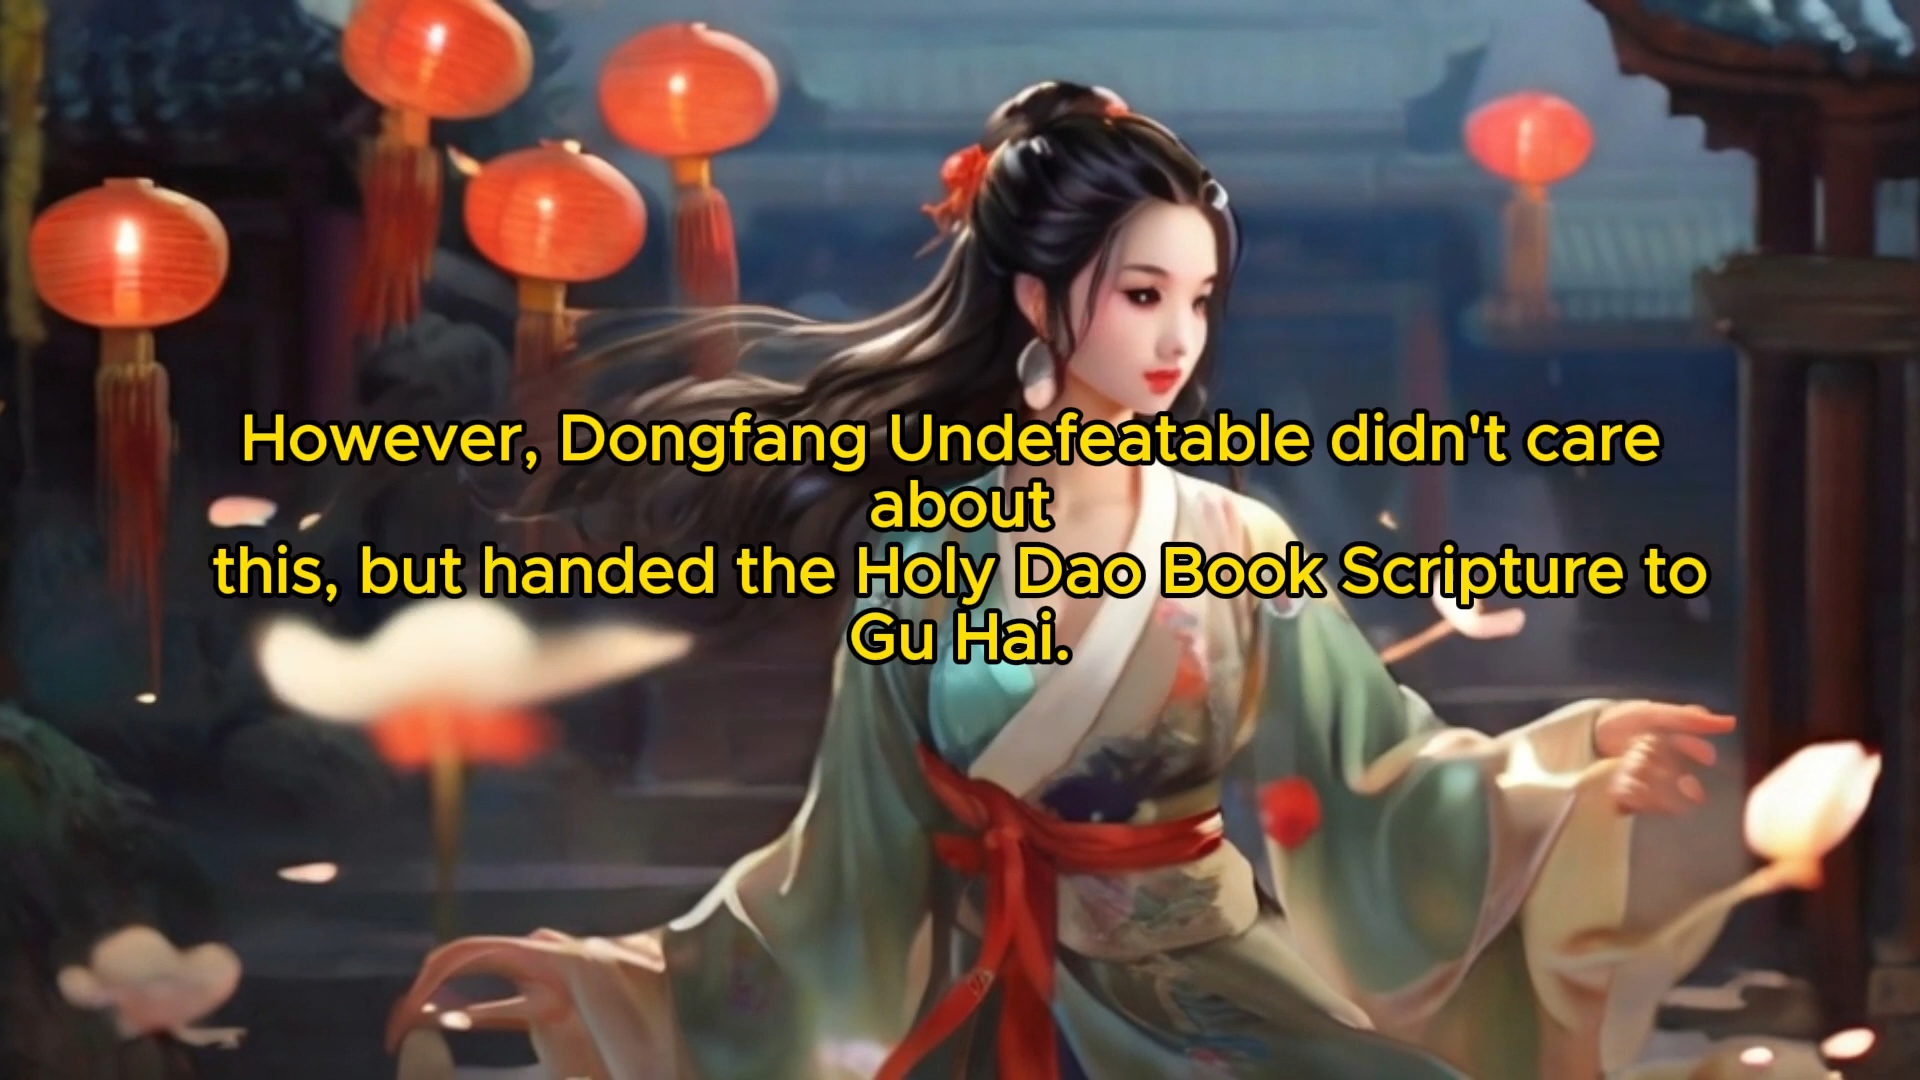 However, Dongfang Undefeatable didn't care
about
this, but handed the Holy Dao Book Scripture to
Gu Hai.